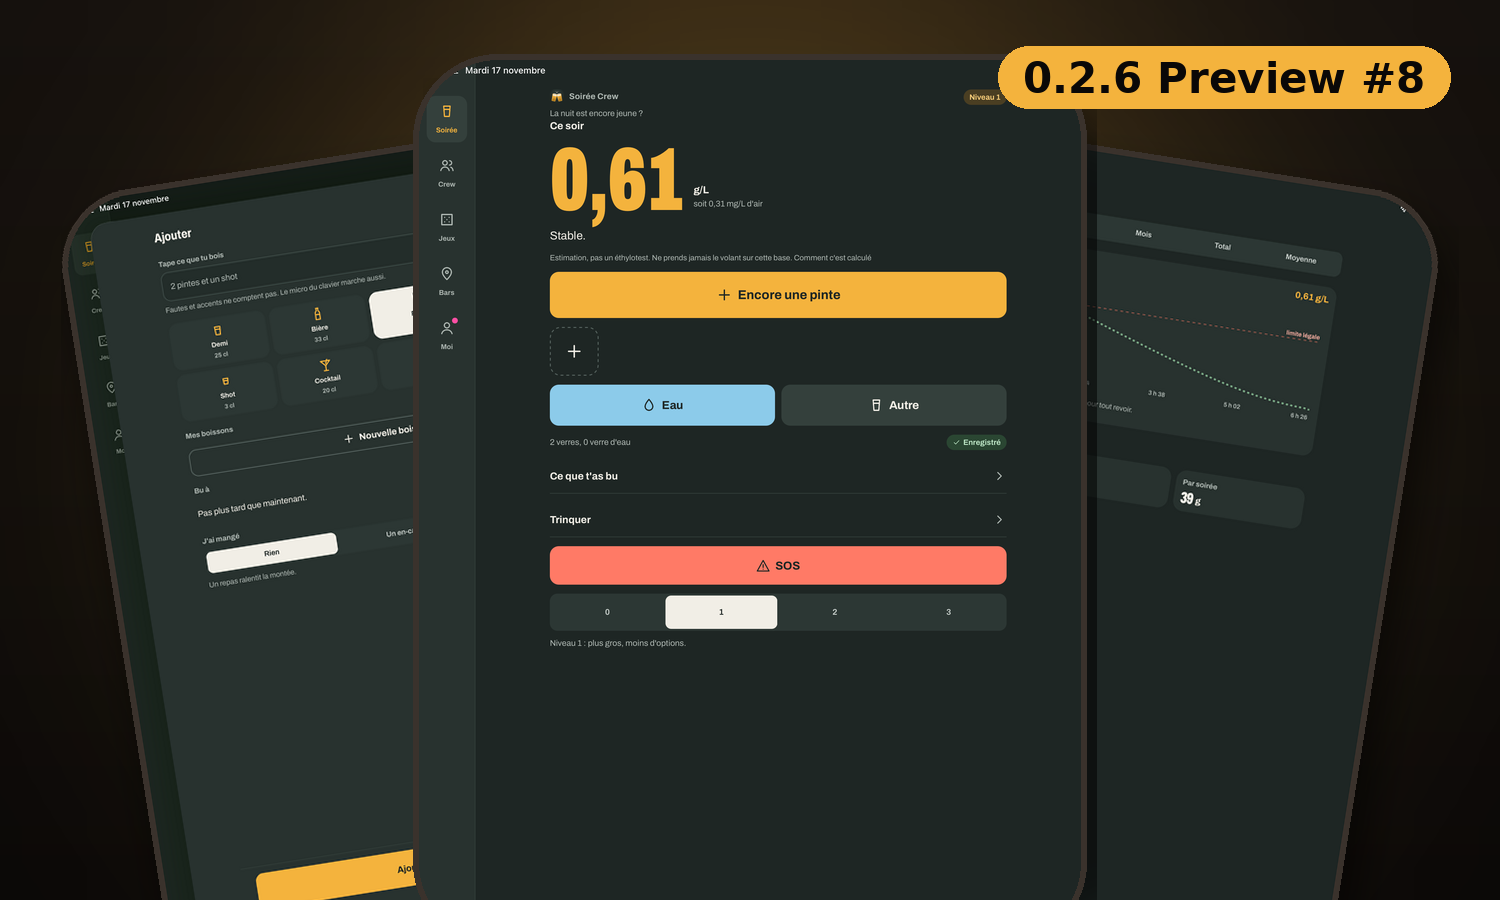 0.2.6 Preview #8
Mardi 17 novembre
Ajouter
Tape ce que tu bois
2 pintes et un shot
Fautes et accents ne comptent pas. Le micro du clavier marche aussi.
Demi
25 cl
Bière
33 cl
Shot
3 cl
Cocktail
20 cl
Mes boissons
+ Nouvelle
Bu à
Pas plus tard que maintenant.
J'ai mangé
Rien
Un
Un repas ralentit la montée.
Mardi 17 novembre
Soirée
Crew
Jeux
Bars
Moi
Soirée Crew
Niveau 1
La nuit est encore jeune ?
Ce soir
0,61 g/L
soit 0,31 mg/L d'air
Stable.
Estimation, pas un éthylotest. Ne prends jamais le volant sur cette base. Comment c'est calculé
+ Encore une pinte
+
Eau
Autre
2 verres, 0 verre d'eau
✓ Enregistré
Ce que t'as bu
Trinquer
SOS
0 1 2 3
Niveau 1 : plus gros, moins d'options.
Mois
Total
Moyenne
0,61 g/L
limite légale
3 h 38
5 h 02
6 h 26
tout revoir.
Par soirée
39 g